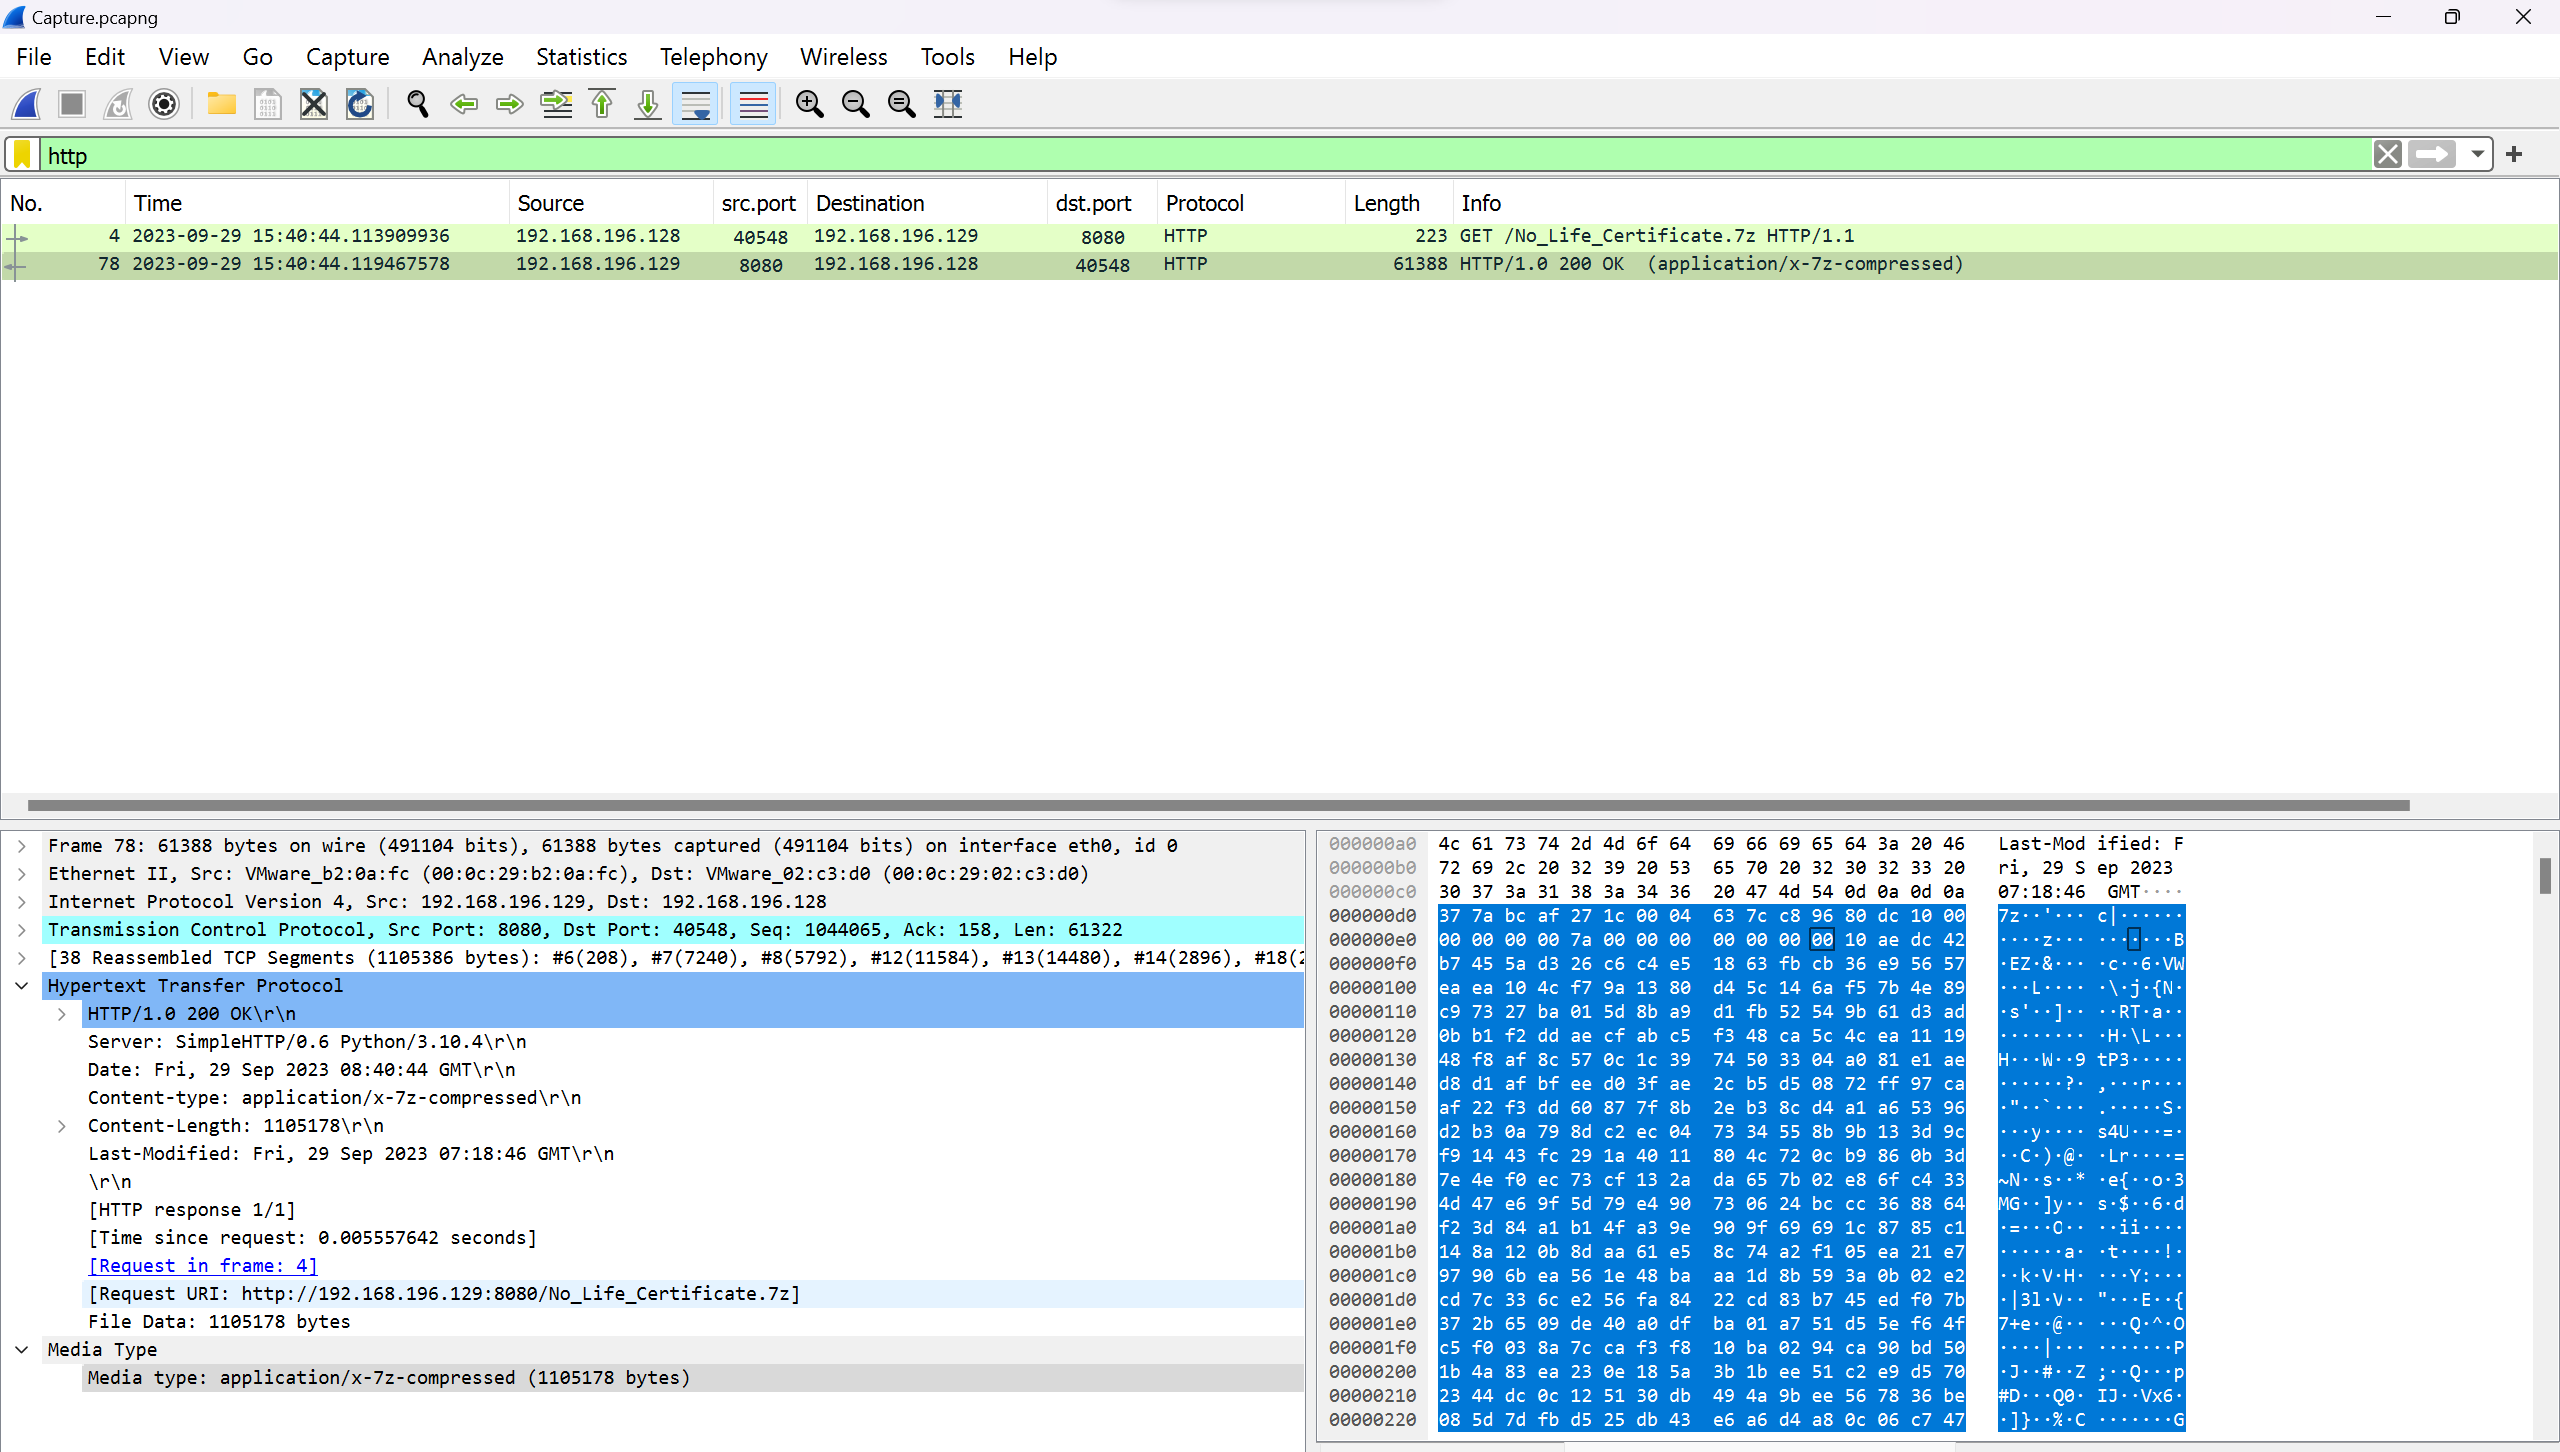 Capture.pcapng
File Edit View Go Capture Analyze Statistics Telephony Wireless Tools Help
http
No. Time Source src.port Destination dst.port Protocol Length Info
4 2023-09-29 15:40:44.113909936 192.168.196.128 40548 192.168.196.129 8080 HTTP 223 GET /No_Life_Certificate.7z HTTP/1.1
78 2023-09-29 15:40:44.119467578 192.168.196.129 8080 192.168.196.128 40548 HTTP 61388 HTTP/1.0 200 OK (application/x-7z-compressed)
Frame 78: 61388 bytes on wire (491104 bits), 61388 bytes captured (491104 bits) on interface eth0, id 0
Ethernet II, Src: VMware_b2:0a:fc (00:0c:29:b2:0a:fc), Dst: VMware_02:c3:d0 (00:0c:29:02:c3:d0)
Internet Protocol Version 4, Src: 192.168.196.129, Dst: 192.168.196.128
Transmission Control Protocol, Src Port: 8080, Dst Port: 40548, Seq: 1044065, Ack: 158, Len: 61322
[38 Reassembled TCP Segments (1105386 bytes): #6(208), #7(7240), #8(5792), #12(11584), #13(14480), #14(2896), #18(2
Hypertext Transfer Protocol
HTTP/1.0 200 OK\r\n
Server: SimpleHTTP/0.6 Python/3.10.4\r\n
Date: Fri, 29 Sep 2023 08:40:44 GMT\r\n
Content-type: application/x-7z-compressed\r\n
Content-Length: 1105178\r\n
Last-Modified: Fri, 29 Sep 2023 07:18:46 GMT\r\n
\r\n
[HTTP response 1/1]
[Time since request: 0.005557642 seconds]
[Request in frame: 4]
[Request URI: http://192.168.196.129:8080/No_Life_Certificate.7z]
File Data: 1105178 bytes
Media Type
Media type: application/x-7z-compressed (1105178 bytes)
000000a0 4c 61 73 74 2d 4d 6f 64 69 66 69 65 64 3a 20 46 Last-Mod ified: F
000000b0 72 69 2c 20 32 39 20 53 65 70 20 32 30 32 33 20 ri, 29 S ep 2023
000000c0 30 37 3a 31 38 3a 34 36 20 47 4d 54 0d 0a 0d 0a 07:18:46 GMT····
000000d0 37 7a bc af 27 1c 00 04 63 7c c8 96 80 dc 10 00 7z··'··· c|······
000000e0 00 00 00 00 7a 00 00 00 00 00 00 00 10 ae dc 42 ····z··· ·······B
000000f0 b7 45 5a d3 26 c6 c4 e5 18 63 fb cb 36 e9 56 57 ·EZ·&··· ·c··6·VW
00000100 ea ea 10 4c f7 9a 13 80 d4 5c 14 6a f5 7b 4e 89 ···L···· ·\·j·{N·
00000110 c9 73 27 ba 01 5d 8b a9 d1 fb 52 54 9b 61 d3 ad ·s'··]·· ··RT·a··
00000120 0b b1 f2 dd ae cf ab c5 f3 48 ca 5c 4c ea 11 19 ········ ·H·\L···
00000130 48 f8 af 8c 57 0c 1c 39 74 50 33 04 a0 81 e1 ae H···W··9 tP3·····
00000140 d8 d1 af bf ee d0 3f ae 2c b5 d5 08 72 ff 97 ca ······?· ,···r···
00000150 af 22 f3 dd 60 87 7f 8b 2e b3 8c d4 a1 a6 53 96 ·"··`··· .·····S·
00000160 d2 b3 0a 79 8d c2 ec 04 73 34 55 8b 9b 13 3d 9c ···y···· s4U···=·
00000170 f9 14 43 fc 29 1a 40 11 80 4c 72 0c b9 86 0b 3d ··C·)·@· ·Lr····=
00000180 7e 4e f0 ec 73 cf 13 2a da 65 7b 02 e8 6f c4 33 ~N··s··* ·e{··o·3
00000190 4d 47 e6 9f 5d 79 e4 90 73 06 24 bc cc 36 88 64 MG··]y·· s·$··6·d
000001a0 f2 3d 84 a1 b1 4f a3 9e 90 9f 69 69 1c 87 85 c1 ·=···O·· ··ii····
000001b0 14 8a 12 0b 8d aa 61 e5 8c 74 a2 f1 05 ea 21 e7 ······a· ·t····!·
000001c0 97 90 6b ea 56 1e 48 ba aa 1d 8b 59 3a 0b 02 e2 ··k·V·H· ···Y:···
000001d0 cd 7c 33 6c e2 56 fa 84 22 cd 83 b7 45 ed f0 7b ·|3l·V·· "···E··{
000001e0 37 2b 65 09 de 40 a0 df ba 01 a7 51 d5 5e f6 4f 7+e··@·· ···Q·^·O
000001f0 c5 f0 03 8a 7c ca f3 f8 10 ba 02 94 ca 90 bd 50 ····|··· ·······P
00000200 1b 4a 83 ea 23 0e 18 5a 3b 1b ee 51 c2 e9 d5 70 ·J··#··Z ;··Q···p
00000210 23 44 dc 0c 12 51 30 db 49 4a 9b ee 56 78 36 be #D···Q0· IJ··Vx6·
00000220 08 5d 7d fb d5 25 db 43 e6 a6 d4 a8 0c 06 c7 47 ·]}··%·C ·······G